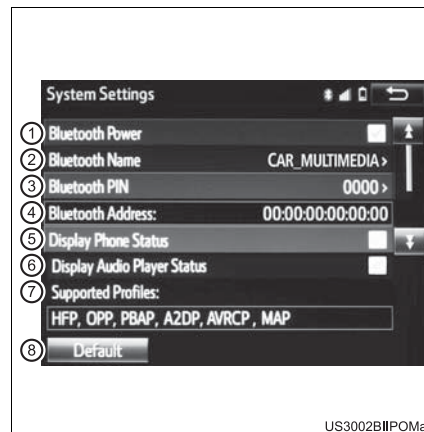 System Settings
1 Bluetooth Power
2 Bluetooth Name CAR_MULTIMEDIA >
3 Bluetooth PIN 0000 >
4 Bluetooth Address: 00:00:00:00:00:00
5 Display Phone Status
6 Display Audio Player Status
7 Supported Profiles:
HFP, OPP, PBAP, A2DP, AVRCP , MAP
8 Default
US3002BⅡPOMa